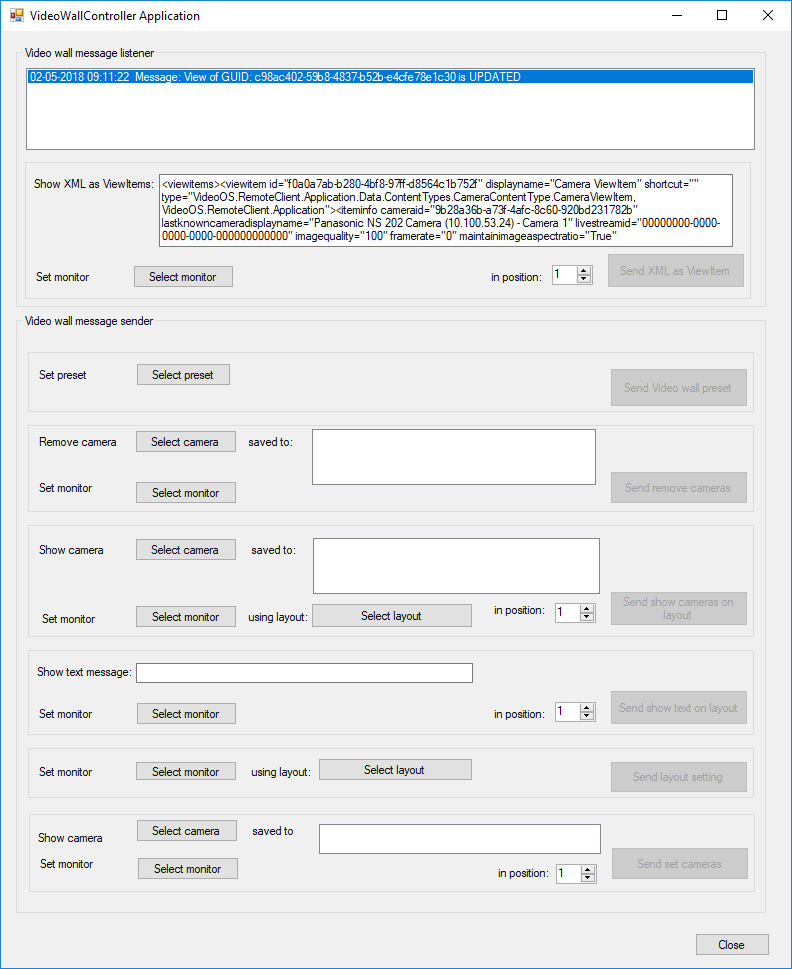 VideoWallController Application
Video wall message listener
02-05-2018 09:11:22 Message: View of GUID: c98ac402-59b8-4837-b52b-e4cfe78e1c30 is UPDATED
Show XML as ViewItems:
<viewitems><viewitem id="f0a0a7ab-b280-4bf8-97ff-d8564c1b752f" displayname="Camera ViewItem" shortcut=""
type="VideoOS.RemoteClient.Application.Data.ContentTypes.CameraContentType.CameraViewItem,
VideoOS.RemoteClient.Application"><iteminfo cameraid="9b28a36b-a73f-4afc-8c60-920bd231782b"
lastknowncameradisplayname="Panasonic NS 202 Camera (10.100.53.24) - Camera 1" livestreamid="00000000-0000-
0000-0000-000000000000" imagequality="100" framerate="0" maintainimageaspectratio="True"
Set monitor Select monitor in position: 1 Send XML as ViewItem
Video wall message sender
Set preset Select preset Send Video wall preset
Remove camera Select camera saved to:
Set monitor Select monitor Send remove cameras
Show camera Select camera saved to:
Set monitor Select monitor using layout: Select layout in position: 1 Send show cameras on
layout
Show text message:
Set monitor Select monitor in position: 1 Send show text on layout
Set monitor Select monitor using layout: Select layout Send layout setting
Show camera Select camera saved to
Set monitor Select monitor in position: 1 Send set cameras
Close